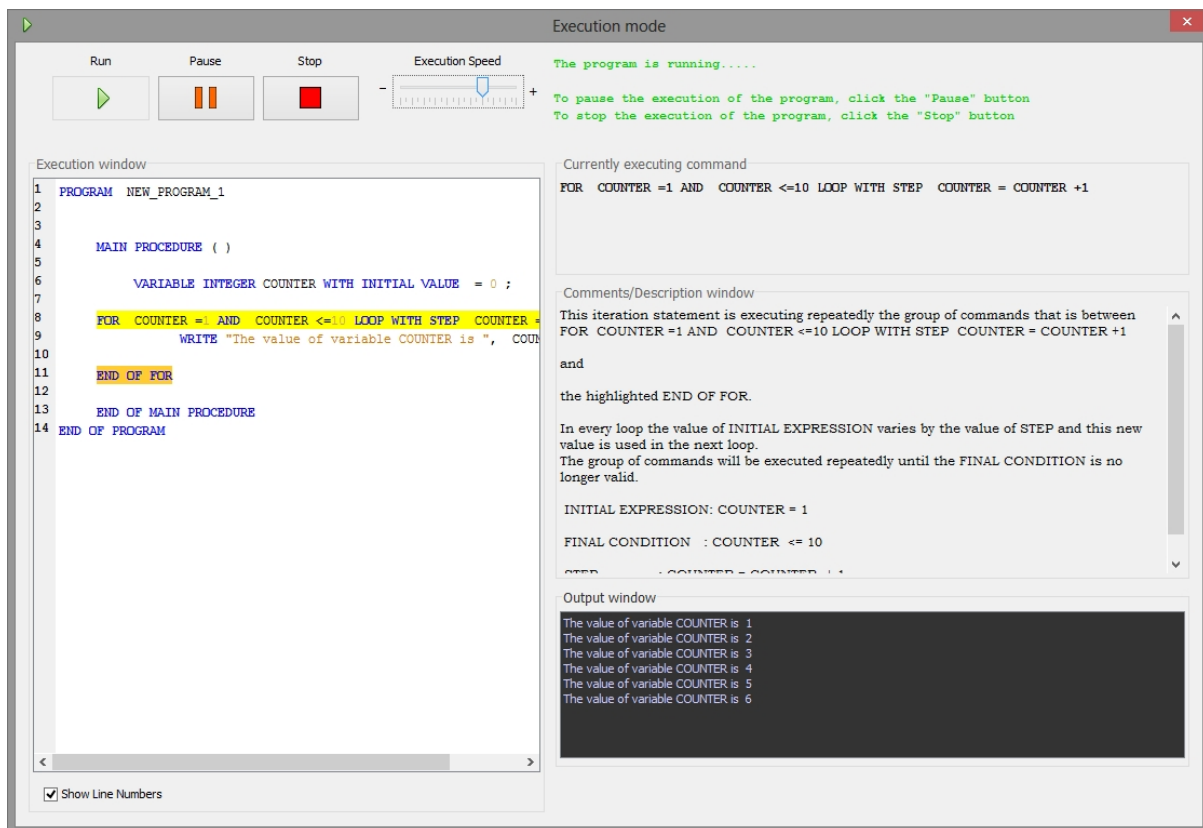 Execution mode
Run
Pause
Stop
Execution Speed
- +
The program is running.....
To pause the execution of the program, click the "Pause" button
To stop the execution of the program, click the "Stop" button
Execution window
1 PROGRAM NEW_PROGRAM_1
2
3
4 MAIN PROCEDURE ( )
5
6 VARIABLE INTEGER COUNTER WITH INITIAL VALUE = 0 ;
7
8 FOR COUNTER =1 AND COUNTER <=10 LOOP WITH STEP COUNTER =
9 WRITE "The value of variable COUNTER is ", COUN
10
11 END OF FOR
12
13 END OF MAIN PROCEDURE
14 END OF PROGRAM
Show Line Numbers
Currently executing command
FOR COUNTER =1 AND COUNTER <=10 LOOP WITH STEP COUNTER = COUNTER +1
Comments/Description window
This iteration statement is executing repeatedly the group of commands that is between
FOR COUNTER =1 AND COUNTER <=10 LOOP WITH STEP COUNTER = COUNTER +1
and
the highlighted END OF FOR.
In every loop the value of INITIAL EXPRESSION varies by the value of STEP and this new
value is used in the next loop.
The group of commands will be executed repeatedly until the FINAL CONDITION is no
longer valid.
INITIAL EXPRESSION: COUNTER = 1
FINAL CONDITION : COUNTER <= 10
STEP : COUNTER = COUNTER + 1
Output window
The value of variable COUNTER is 1
The value of variable COUNTER is 2
The value of variable COUNTER is 3
The value of variable COUNTER is 4
The value of variable COUNTER is 5
The value of variable COUNTER is 6